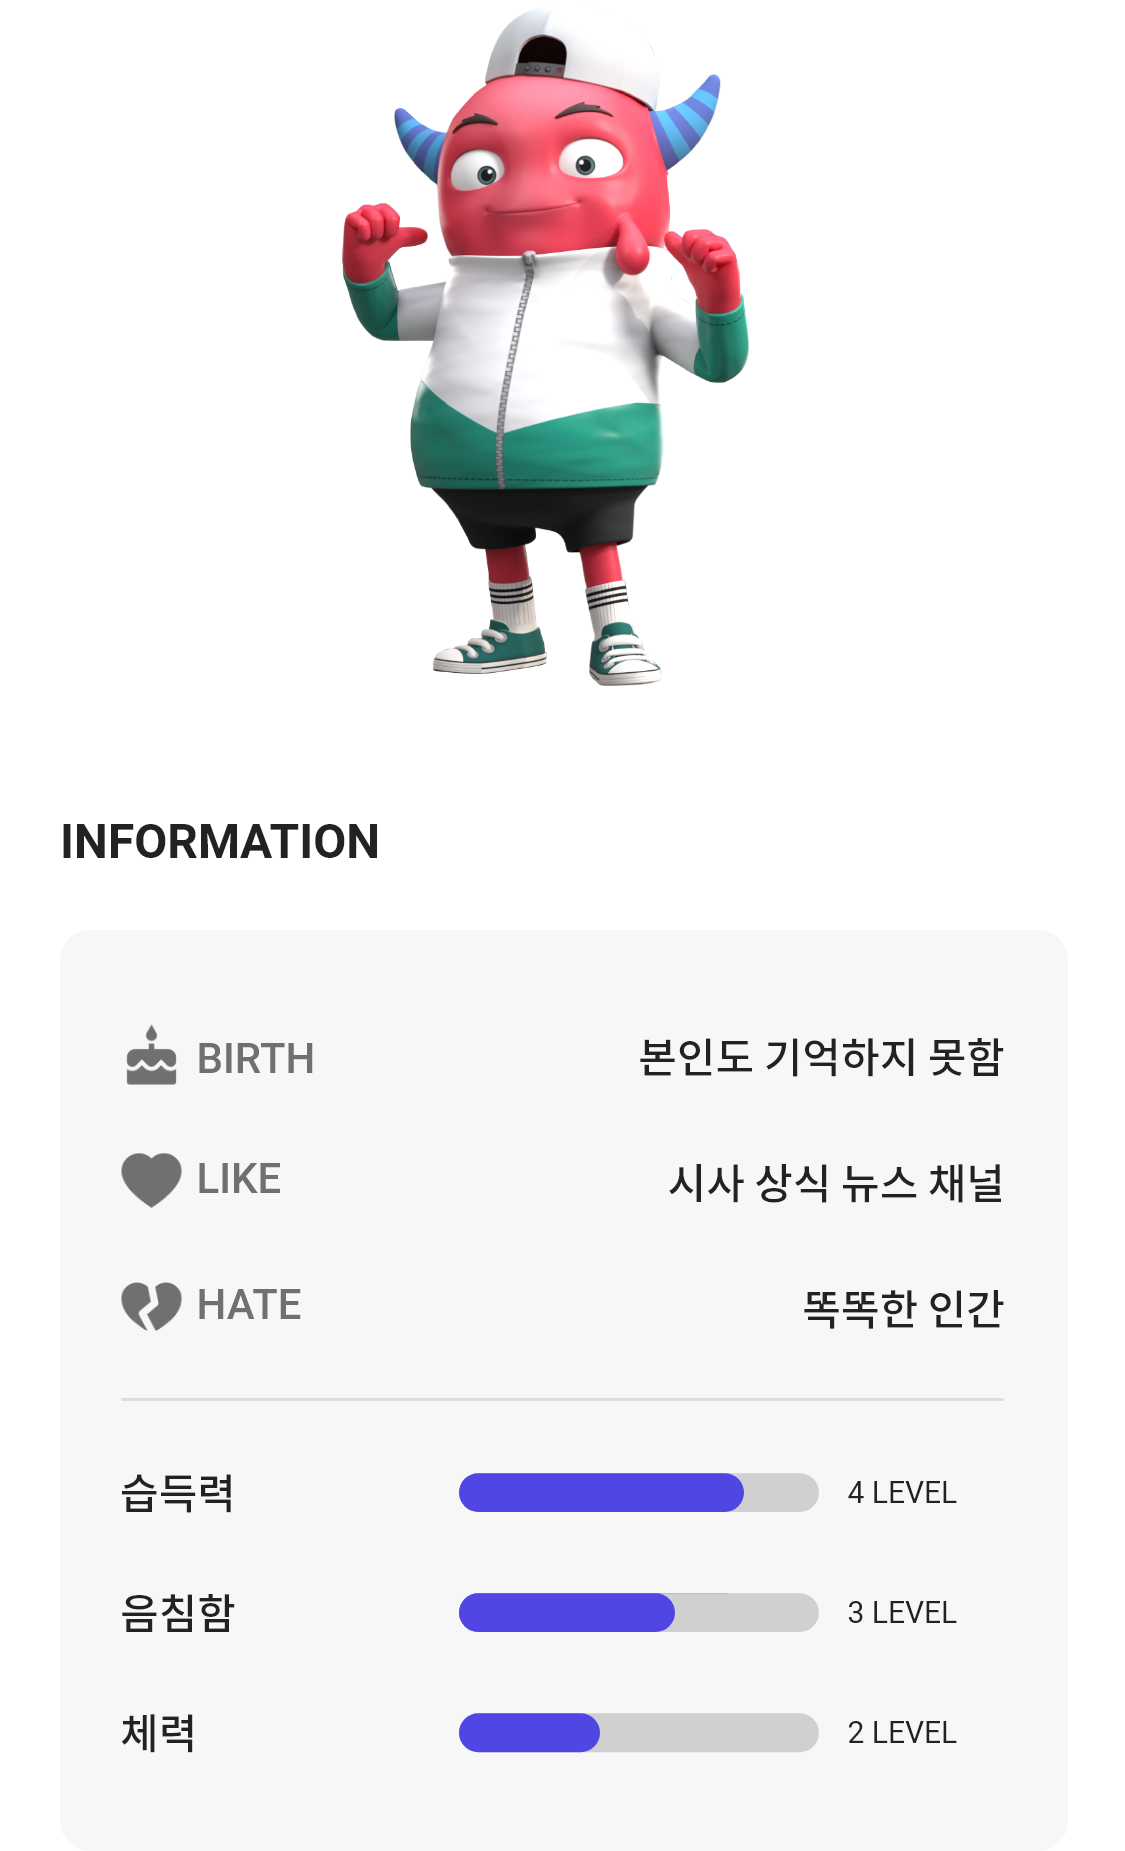 INFORMATION
BIRTH 본인도 기억하지 못함
LIKE 시사 상식 뉴스 채널
HATE 똑똑한 인간
습득력 4 LEVEL
음침함 3 LEVEL
체력 2 LEVEL